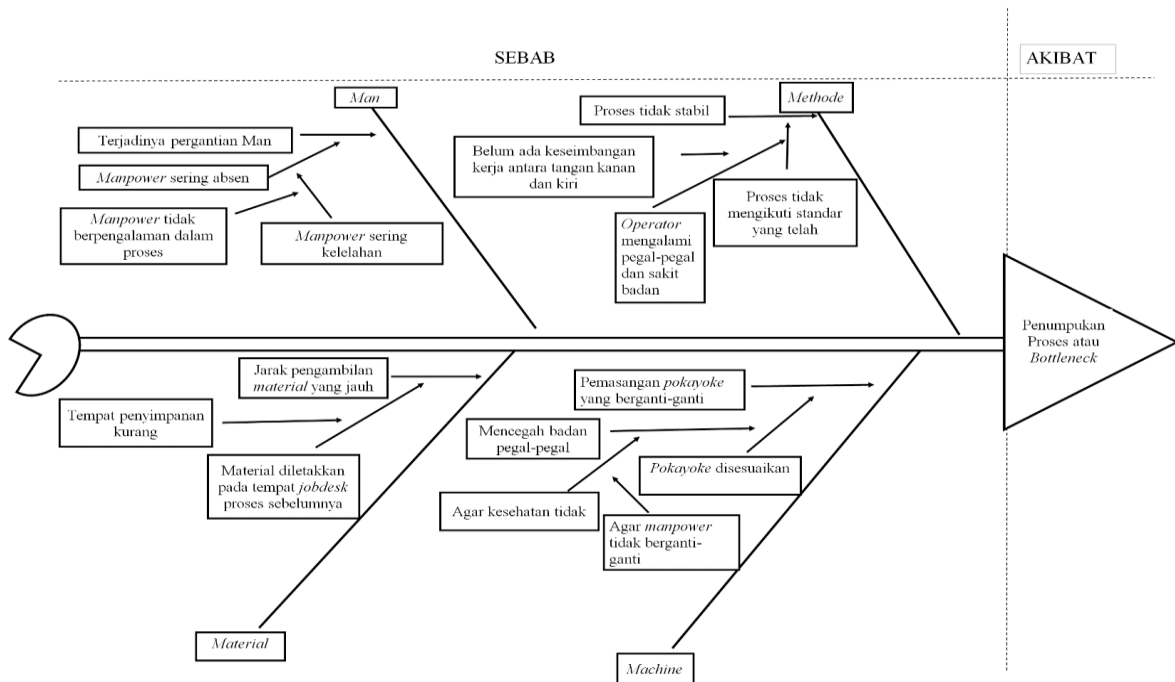 SEBAB
AKIBAT
Man
Methode
Terjadinya pergantian Man
Manpower sering absen
Manpower tidak
berpengalaman dalam
proses
Manpower sering
kelelahan
Proses tidak stabil
Belum ada keseimbangan
kerja antara tangan kanan
dan kiri
Operator
mengalami
pegal-pegal
dan sakit
badan
Proses tidak
mengikuti standar
yang telah
Penumpukan
Proses atau
Bottleneck
Jarak pengambilan
material yang jauh
Tempat penyimpanan
kurang
Material diletakkan
pada tempat jobdesk
proses sebelumnya
Pemasangan pokayoke
yang berganti-ganti
Mencegah badan
pegal-pegal
Pokayoke disesuaikan
Agar kesehatan tidak
Agar manpower
tidak berganti-
ganti
Material
Machine